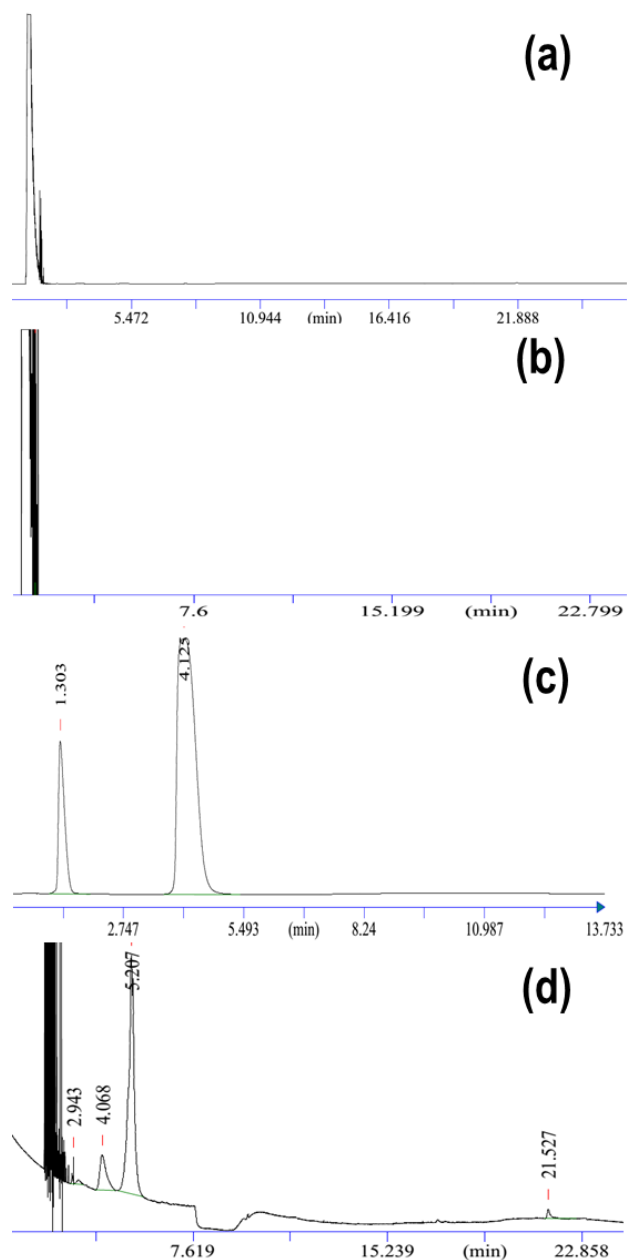 (a)
5.472 10.944 (min) 16.416 21.888
(b)
7.6 15.199 (min) 22.799
(c)
1.303
4.125
2.747 5.493 (min) 8.24 10.987 13.733
(d)
2.943
4.068
5.207
21.527
7.619 15.239 (min) 22.858